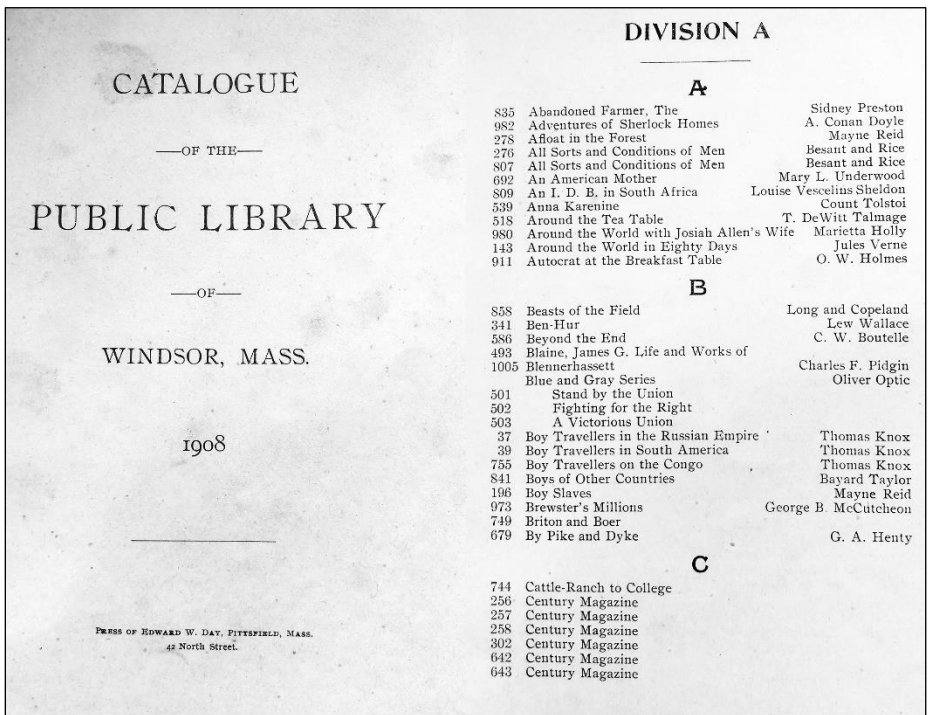 CATALOGUE
OF THE
PUBLIC LIBRARY
OF
WINDSOR, MASS.
1908
PRESS OF EDWARD W. DAY, PITTSFIELD, MASS.
42 North Street.
DIVISION A
A
835 Abandoned Farmer, The Sidney Preston
982 Adventures of Sherlock Homes A. Conan Doyle
278 Afloat in the Forest Mayne Reid
276 All Sorts and Conditions of Men Besant and Rice
807 All Sorts and Conditions of Men Besant and Rice
692 An American Mother Mary L. Underwood
809 An I. D. B. in South Africa Louise Vescelius Sheldon
539 Anna Karenine Count Tolstoi
518 Around the Tea Table T. DeWitt Talmage
980 Around the World with Josiah Allen's Wife Marietta Holly
143 Around the World in Eighty Days Jules Verne
911 Autocrat at the Breakfast Table O. W. Holmes
B
858 Beasts of the Field Long and Copeland
341 Ben-Hur Lew Wallace
586 Beyond the End C. W. Boutelle
493 Blaine, James G. Life and Works of
1005 Blennerhassett Charles F. Pidgin
Blue and Gray Series Oliver Optic
501 Stand by the Union
502 Fighting for the Right
503 A Victorious Union
37 Boy Travellers in the Russian Empire Thomas Knox
39 Boy Travellers in South America Thomas Knox
755 Boy Travellers on the Congo Thomas Knox
841 Boys of Other Countries Bayard Taylor
196 Boy Slaves Mayne Reid
973 Brewster's Millions George B. McCutcheon
749 Briton and Boer
679 By Pike and Dyke G. A. Henty
C
744 Cattle-Ranch to College
256 Century Magazine
257 Century Magazine
258 Century Magazine
302 Century Magazine
642 Century Magazine
643 Century Magazine